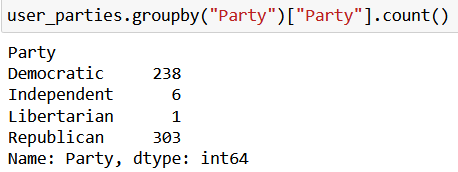 user_parties.groupby("Party")["Party"].count()
Party
Democratic     238
Independent      6
Libertarian      1
Republican     303
Name: Party, dtype: int64